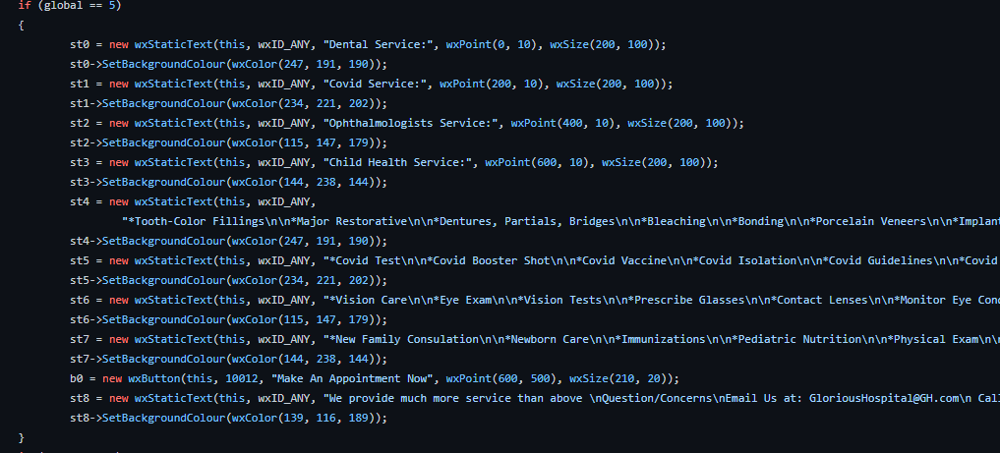 if (global == 5)
{
st0 = new wxStaticText(this, wxID_ANY, "Dental Service:", wxPoint(0, 10), wxSize(200, 100));
st0->SetBackgroundColour(wxColor(247, 191, 190));
st1 = new wxStaticText(this, wxID_ANY, "Covid Service:", wxPoint(200, 10), wxSize(200, 100));
st1->SetBackgroundColour(wxColor(234, 221, 202));
st2 = new wxStaticText(this, wxID_ANY, "Ophthalmologists Service:", wxPoint(400, 10), wxSize(200, 100));
st2->SetBackgroundColour(wxColor(115, 147, 179));
st3 = new wxStaticText(this, wxID_ANY, "Child Health Service:", wxPoint(600, 10), wxSize(200, 100));
st3->SetBackgroundColour(wxColor(144, 238, 144));
st4 = new wxStaticText(this, wxID_ANY,
"*Tooth-Color Fillings\n\n*Major Restorative\n\n*Dentures, Partials, Bridges\n\n*Bleaching\n\n*Bonding\n\n*Porcelain Veneers\n\n*Implant
st4->SetBackgroundColour(wxColor(247, 191, 190));
st5 = new wxStaticText(this, wxID_ANY, "*Covid Test\n\n*Covid Booster Shot\n\n*Covid Vaccine\n\n*Covid Isolation\n\n*Covid Guidelines\n\n*Covid
st5->SetBackgroundColour(wxColor(234, 221, 202));
st6 = new wxStaticText(this, wxID_ANY, "*Vision Care\n\n*Eye Exam\n\n*Vision Tests\n\n*Prescribe Glasses\n\n*Contact Lenses\n\n*Monitor Eye Con
st6->SetBackgroundColour(wxColor(115, 147, 179));
st7 = new wxStaticText(this, wxID_ANY, "*New Family Consulation\n\n*Newborn Care\n\n*Immunizations\n\n*Pediatric Nutrition\n\n*Physical Exam\n\
st7->SetBackgroundColour(wxColor(144, 238, 144));
b0 = new wxButton(this, 10012, "Make An Appointment Now", wxPoint(600, 500), wxSize(210, 20));
st8 = new wxStaticText(this, wxID_ANY, "We provide much more service than above \nQuestion/Concerns\nEmail Us at: GloriousHospital@GH.com\n Call
st8->SetBackgroundColour(wxColor(139, 116, 189));
}